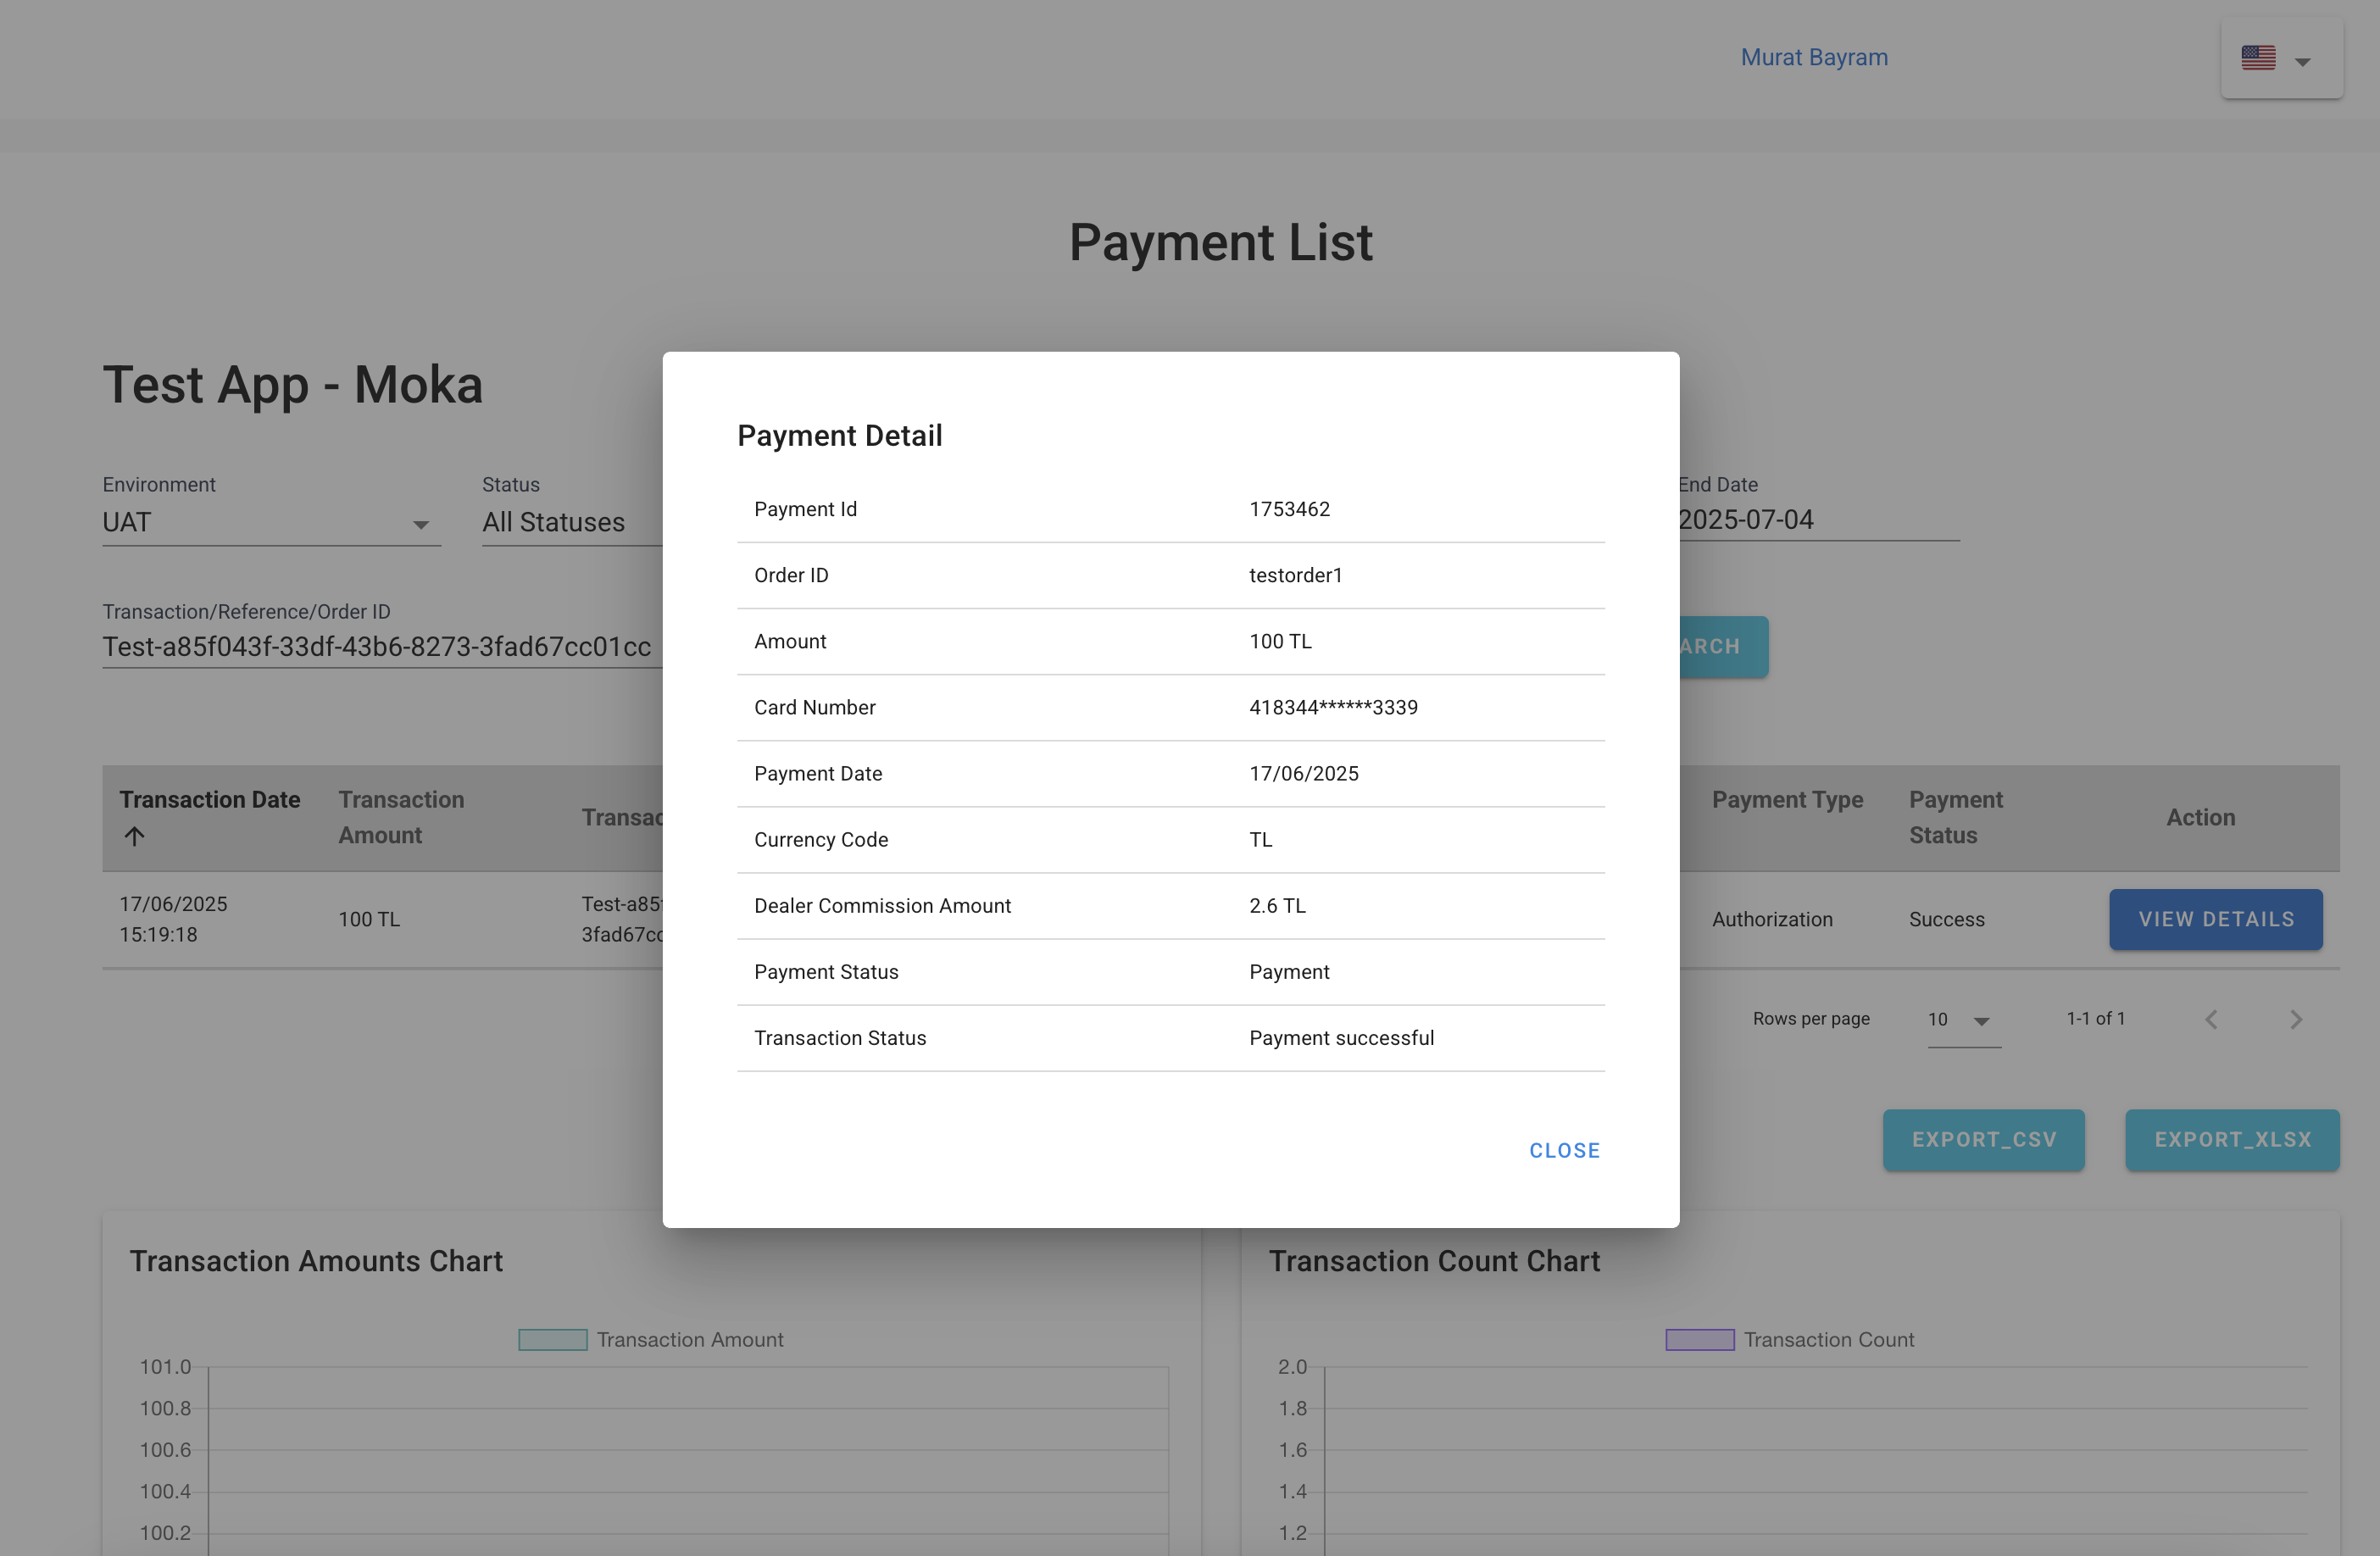 Murat Bayram
Payment List
Test App - Moka
Environment
UAT
Status
All Statuses
End Date
2025-07-04
Transaction/Reference/Order ID
Test-a85f043f-33df-43b6-8273-3fad67cc01cc
ARCH
Transaction Date
Transaction
Amount
Transac
Payment Type
Payment
Status
Action
17/06/2025
15:19:18
100 TL
Test-a85
3fad67cc
Authorization
Success
VIEW DETAILS
Rows per page
10
1-1 of 1
EXPORT_CSV
EXPORT_XLSX
Payment Detail
Payment Id 1753462
Order ID testorder1
Amount 100 TL
Card Number 418344******3339
Payment Date 17/06/2025
Currency Code TL
Dealer Commission Amount 2.6 TL
Payment Status Payment
Transaction Status Payment successful
CLOSE
Transaction Amounts Chart
Transaction Amount
101.0
100.8
100.6
100.4
100.2
Transaction Count Chart
Transaction Count
2.0
1.8
1.6
1.4
1.2